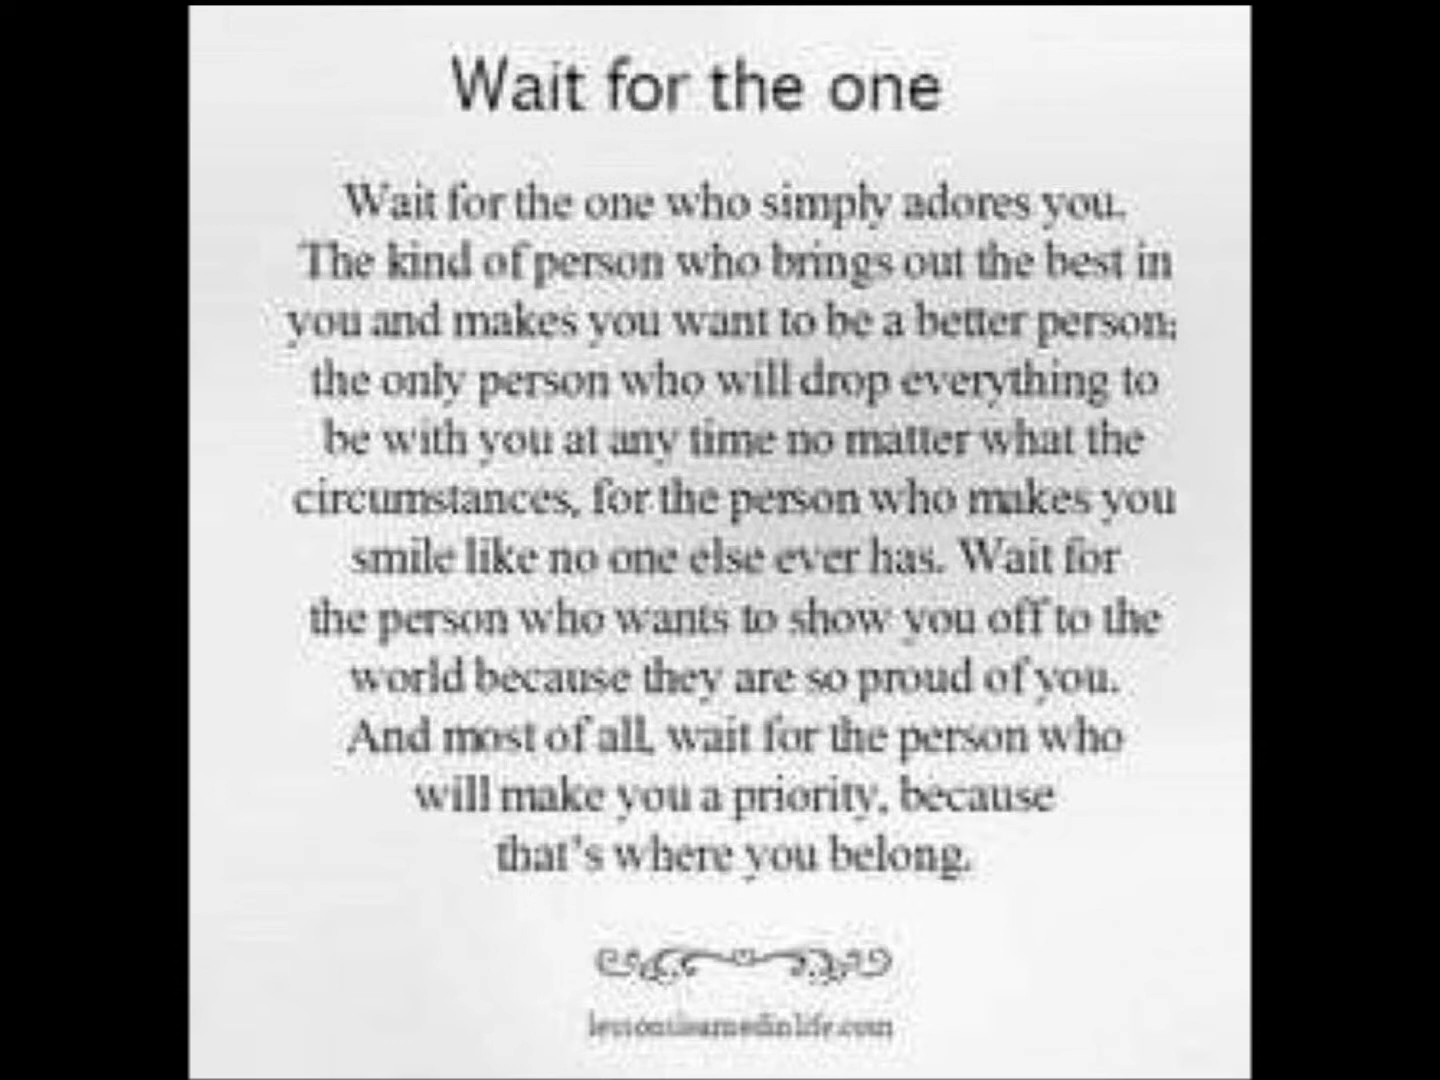 Wait for the one
Wait for the one who simply adores you.
The kind of person who brings out the best in
you and makes you want to be a better person;
the only person who will drop everything to
be with you at any time no matter what the
circumstances, for the person who makes you
smile like no one else ever has. Wait for
the person who wants to show you off to the
world because they are so proud of you.
And most of all, wait for the person who
will make you a priority, because
that's where you belong.
lessonslearnedinlife.com